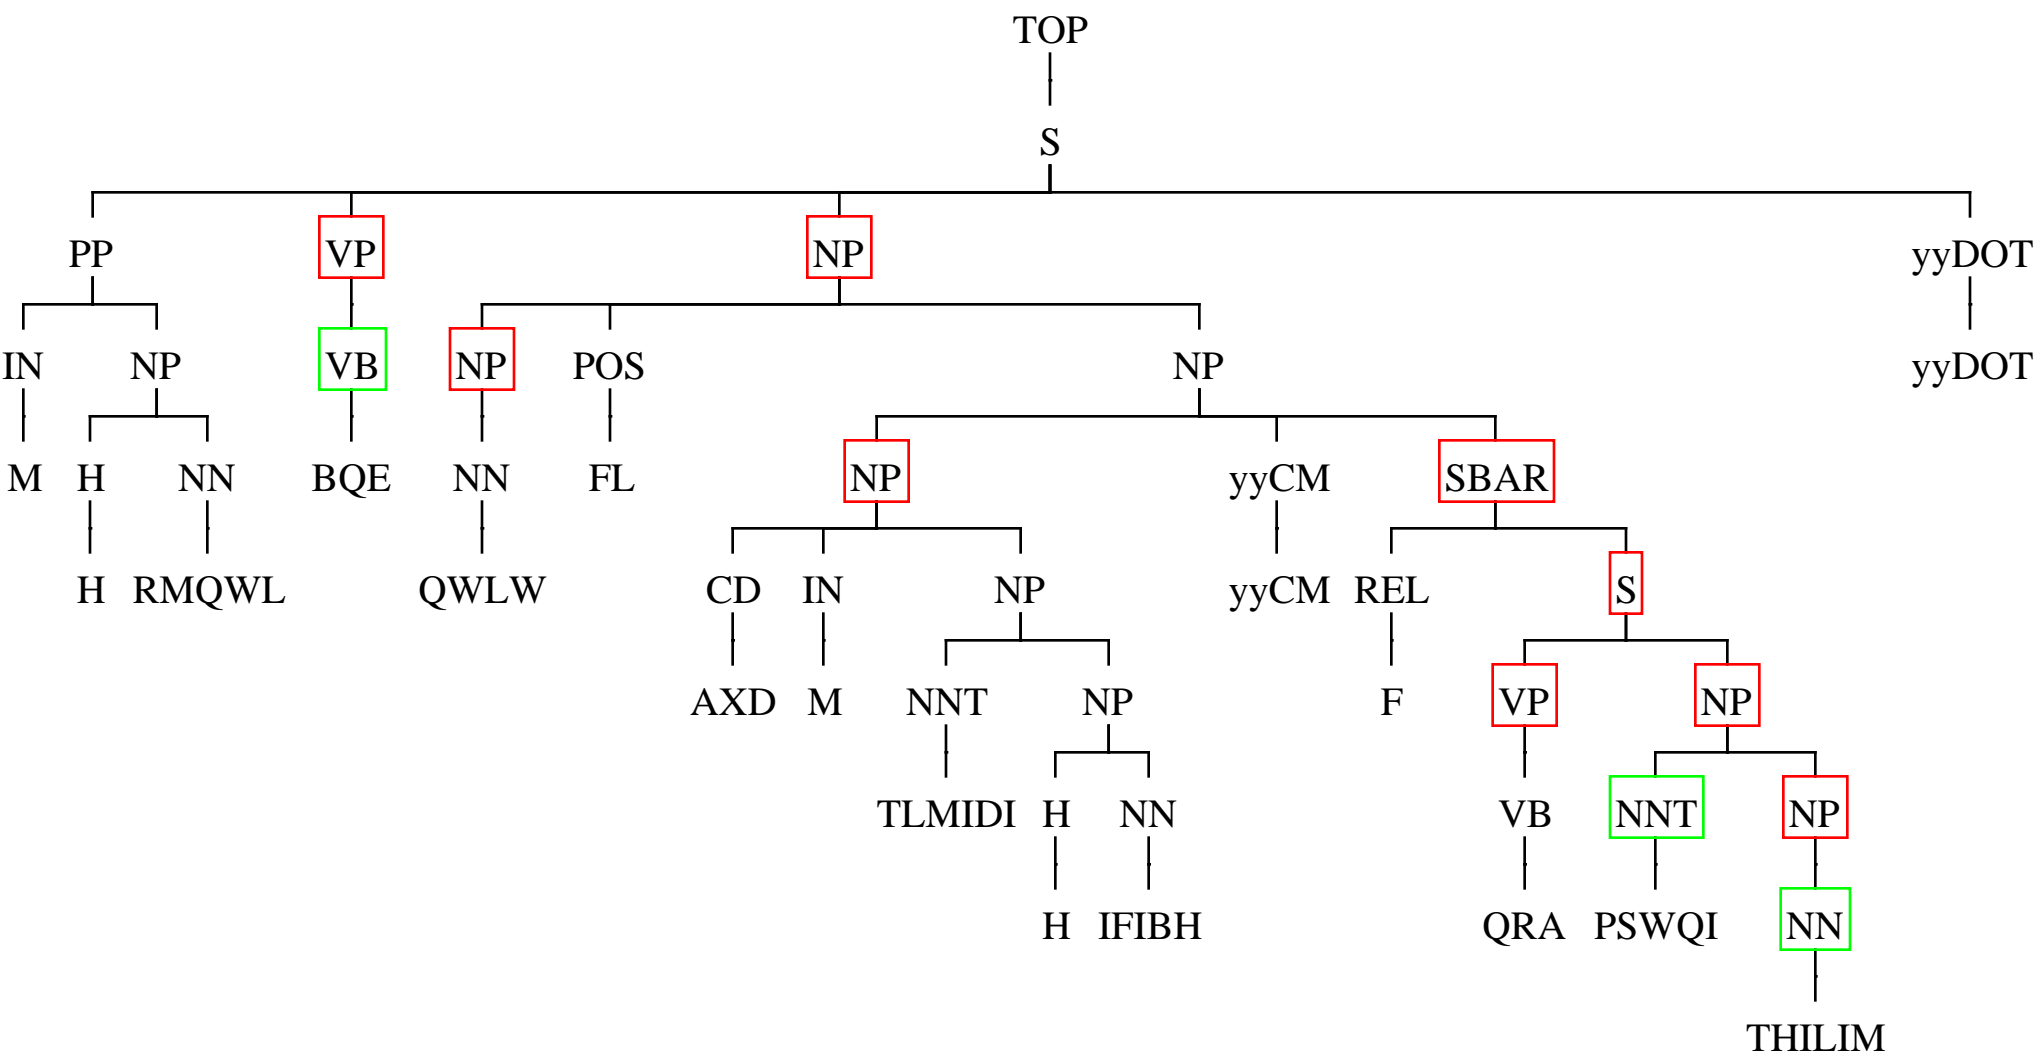 TOP
S
PP VP NP yyDOT
IN NP VB NP POS NP yyDOT
M H NN BQE NN FL NP yyCM SBAR
H RMQWL QWLW CD IN NP yyCM REL S
AXD M NNT NP F VP NP
TLMIDI H NN VB NNT NP
H IFIBH QRA PSWQI NN
THILIM